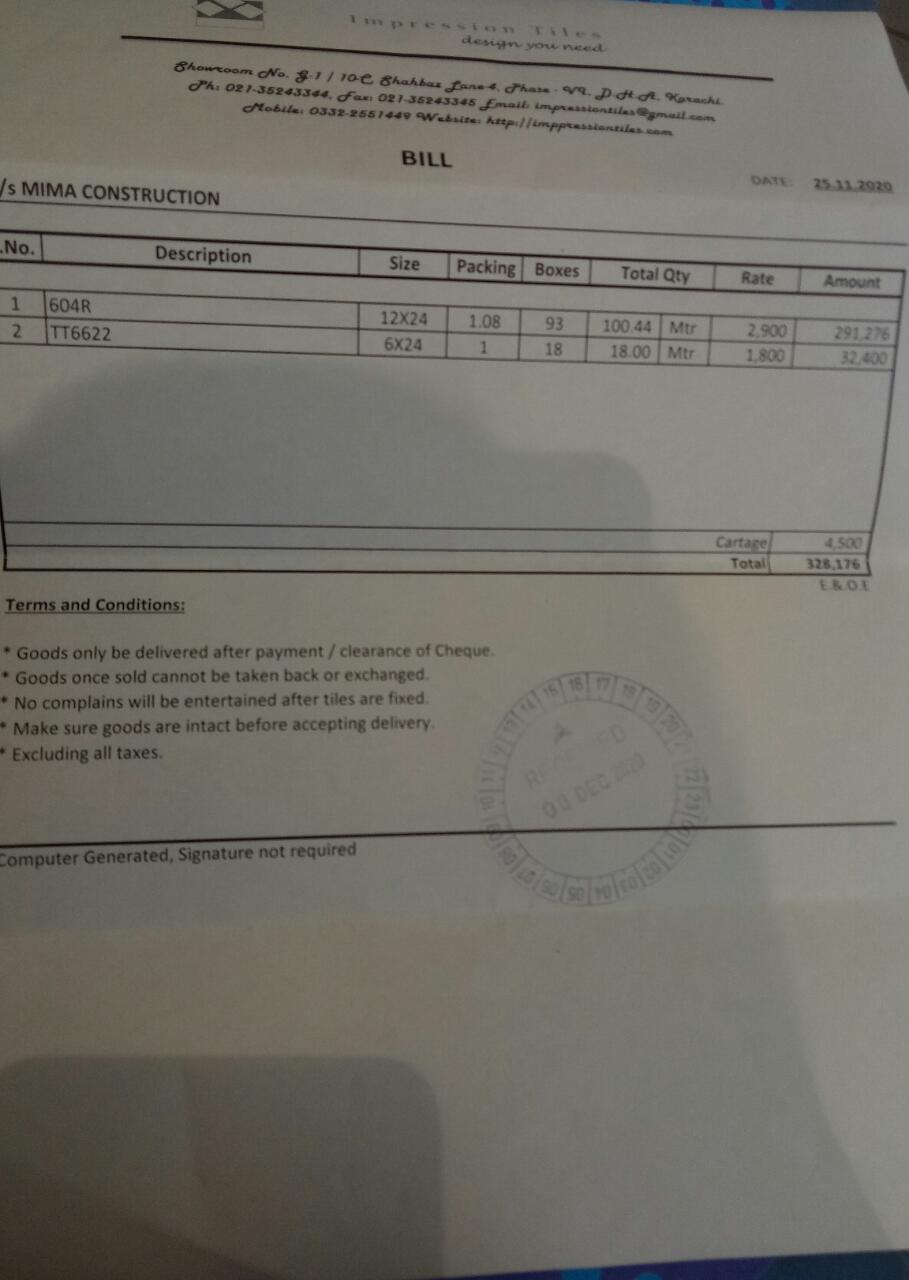 Impression Tiles
design you need
Showroom No. G-1 / 10-C Shahbaz Lane 4, Phase - VI. D.H.A, Karachi.
Ph: 021-35243344, Fax: 021-35243345 Email: impressiontiles@gmail.com
Mobile: 0332-2551449 Website: http://imppressiontiles.com
BILL
DATE: 25.11.2020
/s MIMA CONSTRUCTION
.No. Description Size Packing Boxes Total Qty Rate Amount
1 604R 12X24 1.08 93 100.44 Mtr 2,900 291,276
2 TT6622 6X24 1 18 18.00 Mtr 1,800 32,400
Cartage 4,500
Total 328,176
E.&.O.E
Terms and Conditions:
* Goods only be delivered after payment / clearance of Cheque.
* Goods once sold cannot be taken back or exchanged.
* No complains will be entertained after tiles are fixed.
* Make sure goods are intact before accepting delivery.
* Excluding all taxes.
DEC 2020
Computer Generated, Signature not required